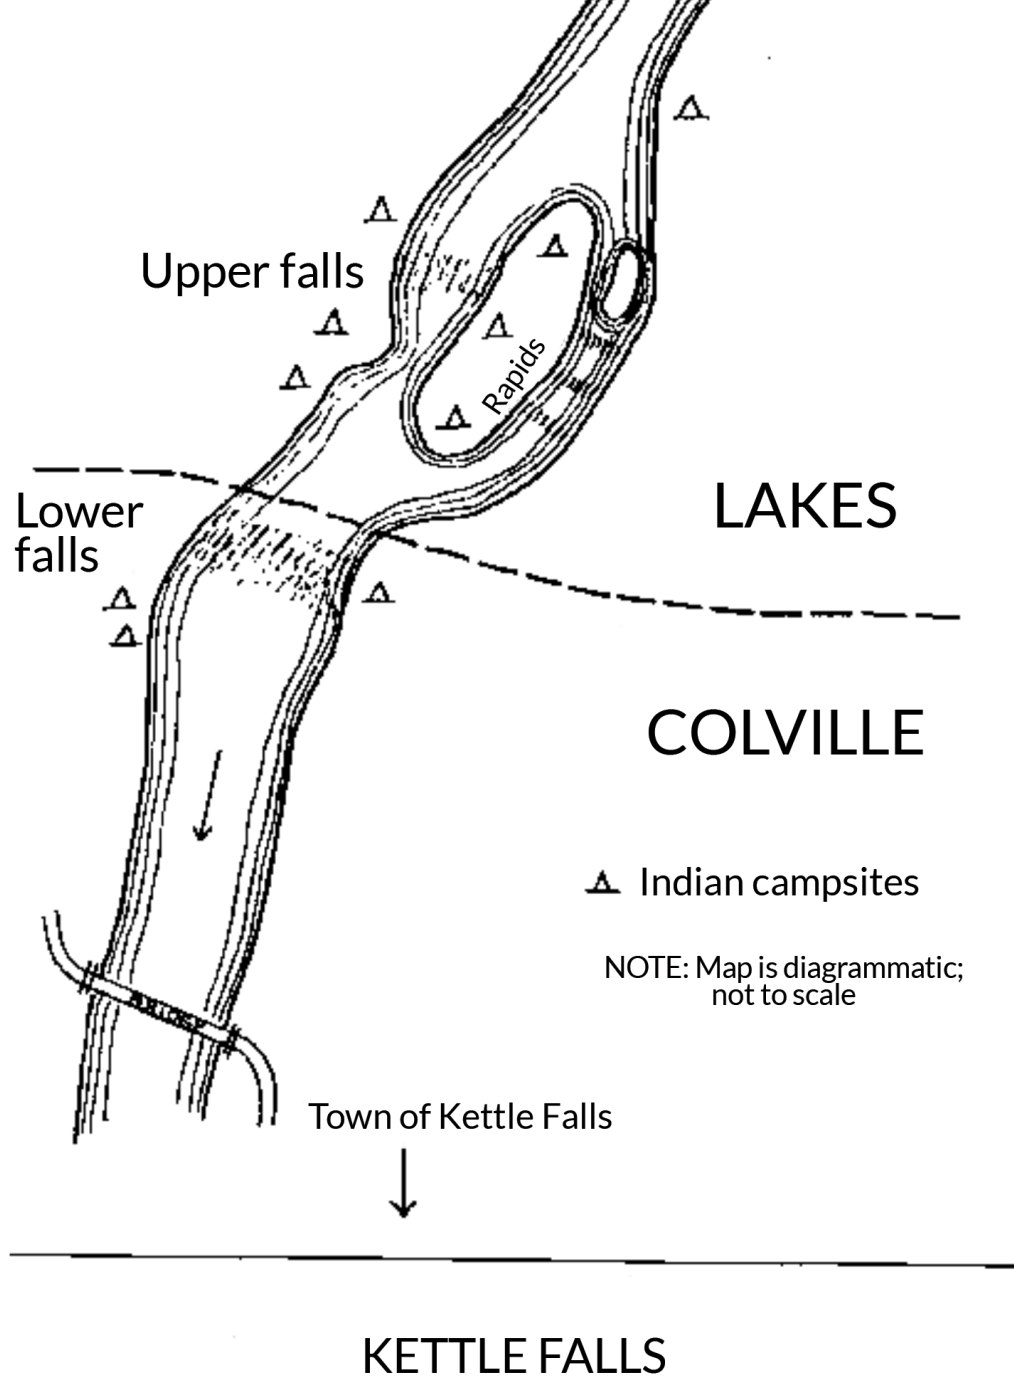 Upper falls
Rapids
Lower
falls
LAKES
COLVILLE
Indian campsites
NOTE: Map is diagrammatic;
not to scale
BRIDGE
Town of Kettle Falls
KETTLE FALLS